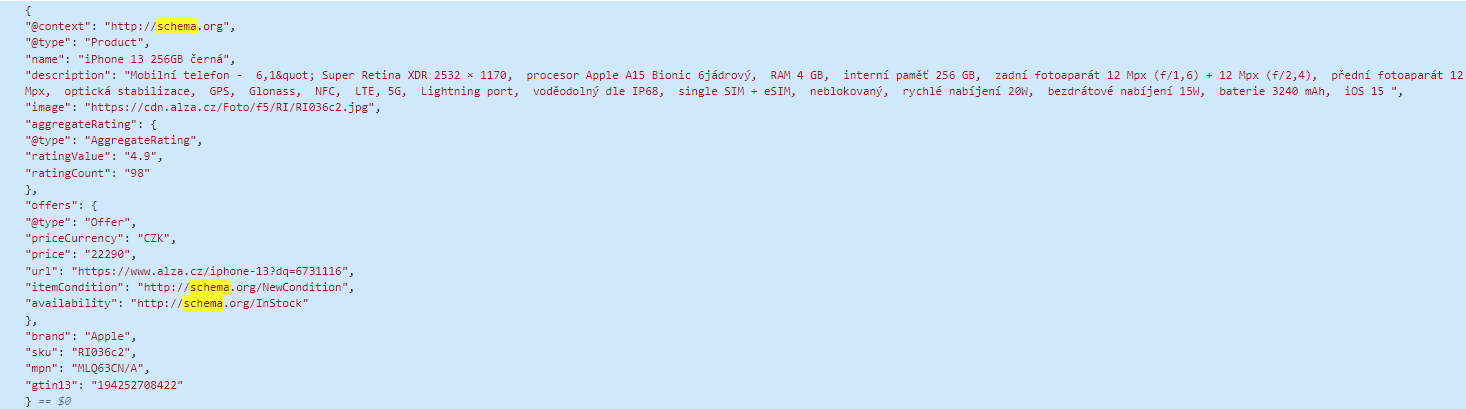 {
"@context": "http://schema.org",
"@type": "Product",
"name": "iPhone 13 256GB černá",
"description": "Mobilní telefon -  6,1&quot; Super Retina XDR 2532 × 1170,  procesor Apple A15 Bionic 6jádrový,  RAM 4 GB,  interní paměť 256 GB,  zadní fotoaparát 12 Mpx (f/1,6) + 12 Mpx (f/2,4),  přední fotoaparát 12
Mpx,  optická stabilizace,  GPS,  Glonass,  NFC,  LTE, 5G,  Lightning port,  voděodolný dle IP68,  single SIM + eSIM,  neblokovaný,  rychlé nabíjení 20W,  bezdrátové nabíjení 15W,  baterie 3240 mAh,  iOS 15 ",
"image": "https://cdn.alza.cz/Foto/f5/RI/RI036c2.jpg",
"aggregateRating": {
"@type": "AggregateRating",
"ratingValue": "4.9",
"ratingCount": "98"
},
"offers": {
"@type": "Offer",
"priceCurrency": "CZK",
"price": "22290",
"url": "https://www.alza.cz/iphone-13?dq=6731116",
"itemCondition": "http://schema.org/NewCondition",
"availability": "http://schema.org/InStock"
},
"brand": "Apple",
"sku": "RI036c2",
"mpn": "MLQ63CN/A",
"gtin13": "194252708422"
} == $0